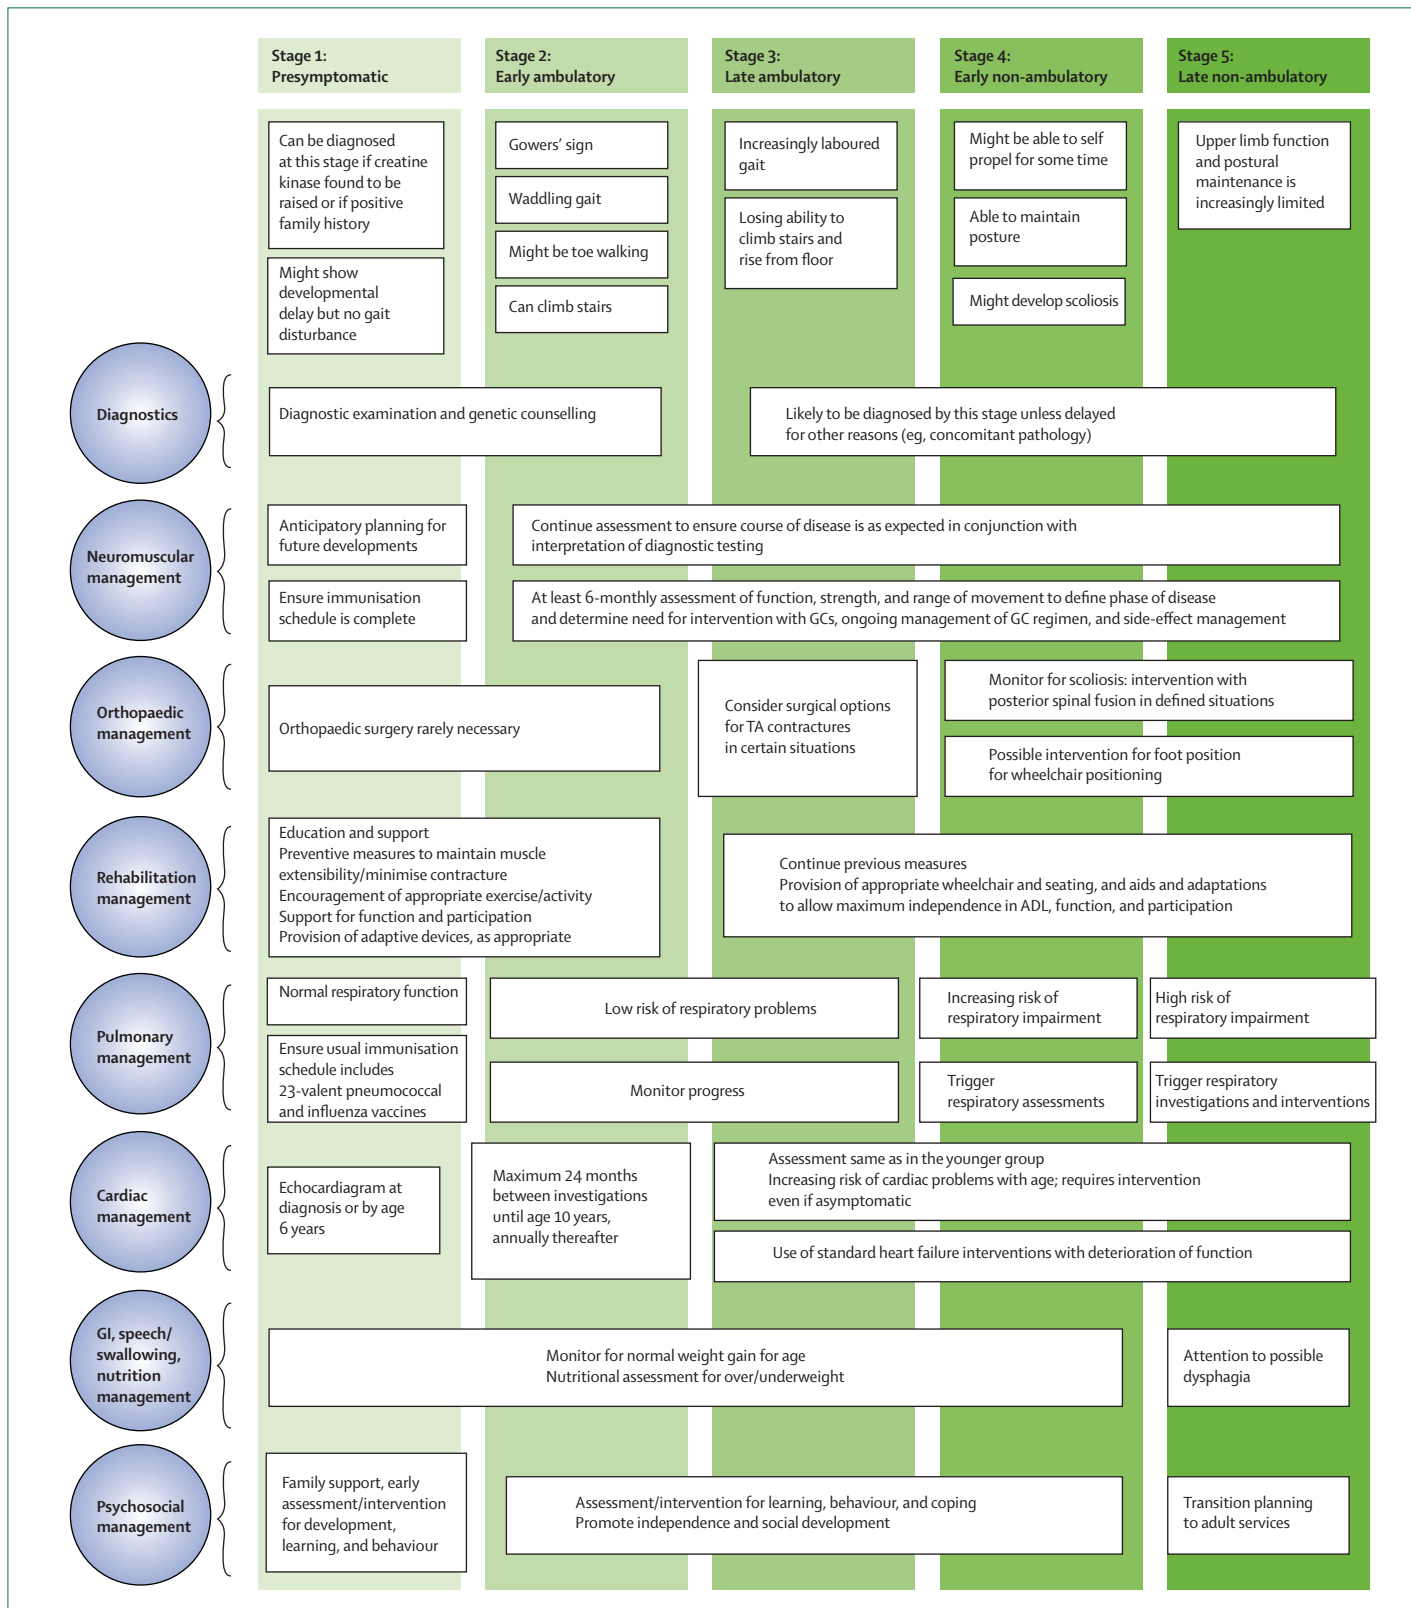 Stage 1:
Presymptomatic
Stage 2:
Early ambulatory
Stage 3:
Late ambulatory
Stage 4:
Early non-ambulatory
Stage 5:
Late non-ambulatory
Can be diagnosed
at this stage if creatine
kinase found to be
raised or if positive
family history
Might show
developmental
delay but no gait
disturbance
Gowers' sign
Waddling gait
Might be toe walking
Can climb stairs
Increasingly laboured
gait
Losing ability to
climb stairs and
rise from floor
Might be able to self
propel for some time
Able to maintain
posture
Might develop scoliosis
Upper limb function
and postural
maintenance is
increasingly limited
Diagnostics
Diagnostic examination and genetic counselling
Likely to be diagnosed by this stage unless delayed
for other reasons (eg, concomitant pathology)
Neuromuscular
management
Anticipatory planning for
future developments
Ensure immunisation
schedule is complete
Continue assessment to ensure course of disease is as expected in conjunction with
interpretation of diagnostic testing
At least 6-monthly assessment of function, strength, and range of movement to define phase of disease
and determine need for intervention with GCs, ongoing management of GC regimen, and side-effect management
Orthopaedic
management
Orthopaedic surgery rarely necessary
Consider surgical options
for TA contractures
in certain situations
Monitor for scoliosis: intervention with
posterior spinal fusion in defined situations
Possible intervention for foot position
for wheelchair positioning
Rehabilitation
management
Education and support
Preventive measures to maintain muscle
extensibility/minimise contracture
Encouragement of appropriate exercise/activity
Support for function and participation
Provision of adaptive devices, as appropriate
Continue previous measures
Provision of appropriate wheelchair and seating, and aids and adaptations
to allow maximum independence in ADL, function, and participation
Pulmonary
management
Normal respiratory function
Ensure usual immunisation
schedule includes
23-valent pneumococcal
and influenza vaccines
Low risk of respiratory problems
Monitor progress
Increasing risk of
respiratory impairment
Trigger
respiratory assessments
High risk of
respiratory impairment
Trigger respiratory
investigations and interventions
Cardiac
management
Echocardiagram at
diagnosis or by age
6 years
Maximum 24 months
between investigations
until age 10 years,
annually thereafter
Assessment same as in the younger group
Increasing risk of cardiac problems with age; requires intervention
even if asymptomatic
Use of standard heart failure interventions with deterioration of function
GI, speech/
swallowing,
nutrition
management
Monitor for normal weight gain for age
Nutritional assessment for over/underweight
Attention to possible
dysphagia
Psychosocial
management
Family support, early
assessment/intervention
for development,
learning, and behaviour
Assessment/intervention for learning, behaviour, and coping
Promote independence and social development
Transition planning
to adult services